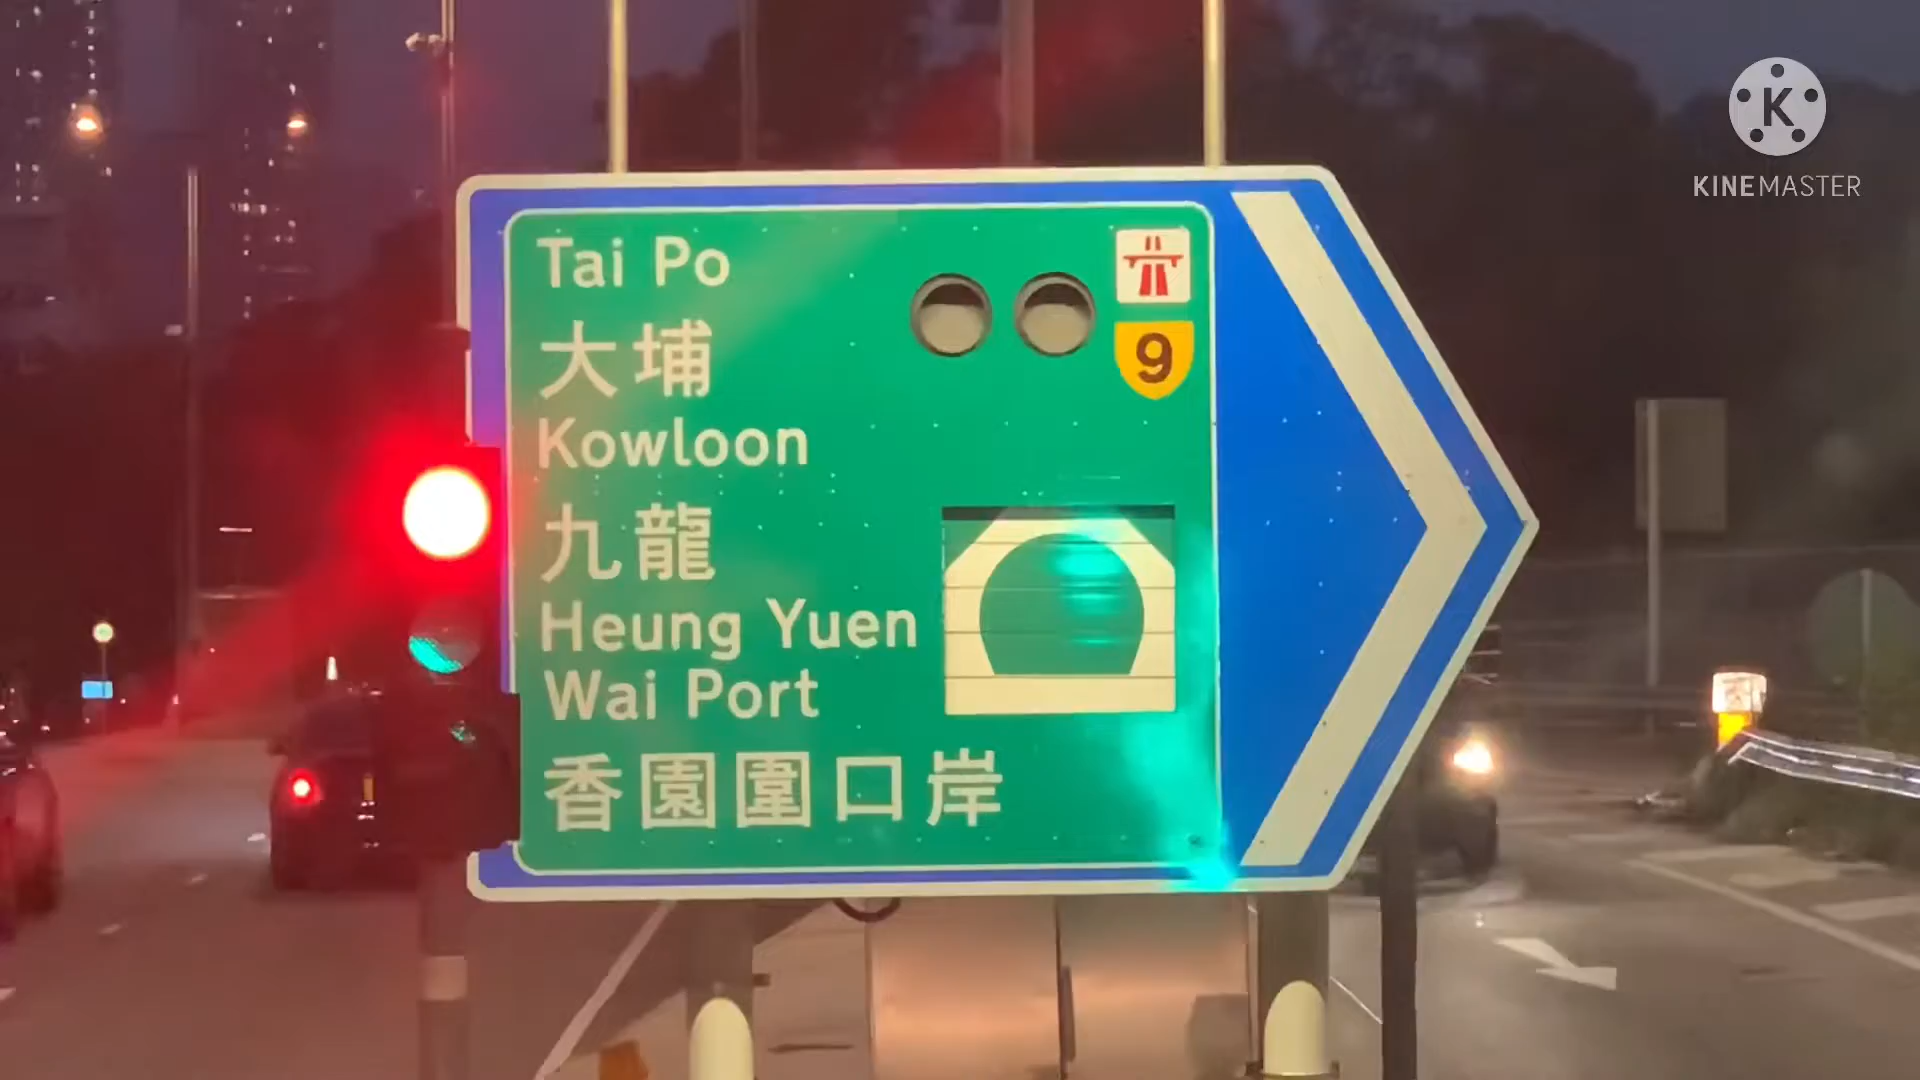 Tai Po
大埔
Kowloon
九龍
Heung Yuen
Wai Port
香園圍口岸
9
K
KINEMASTER